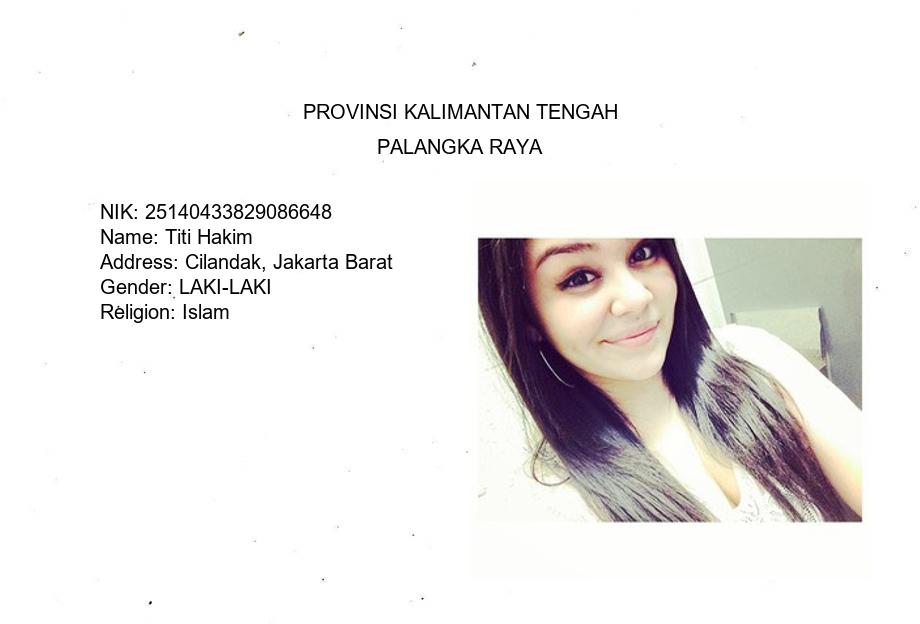 PROVINSI KALIMANTAN TENGAH
PALANGKA RAYA
NIK: 25140433829086648
Name: Titi Hakim
Address: Cilandak, Jakarta Barat
Gender: LAKI-LAKI
Religion: Islam